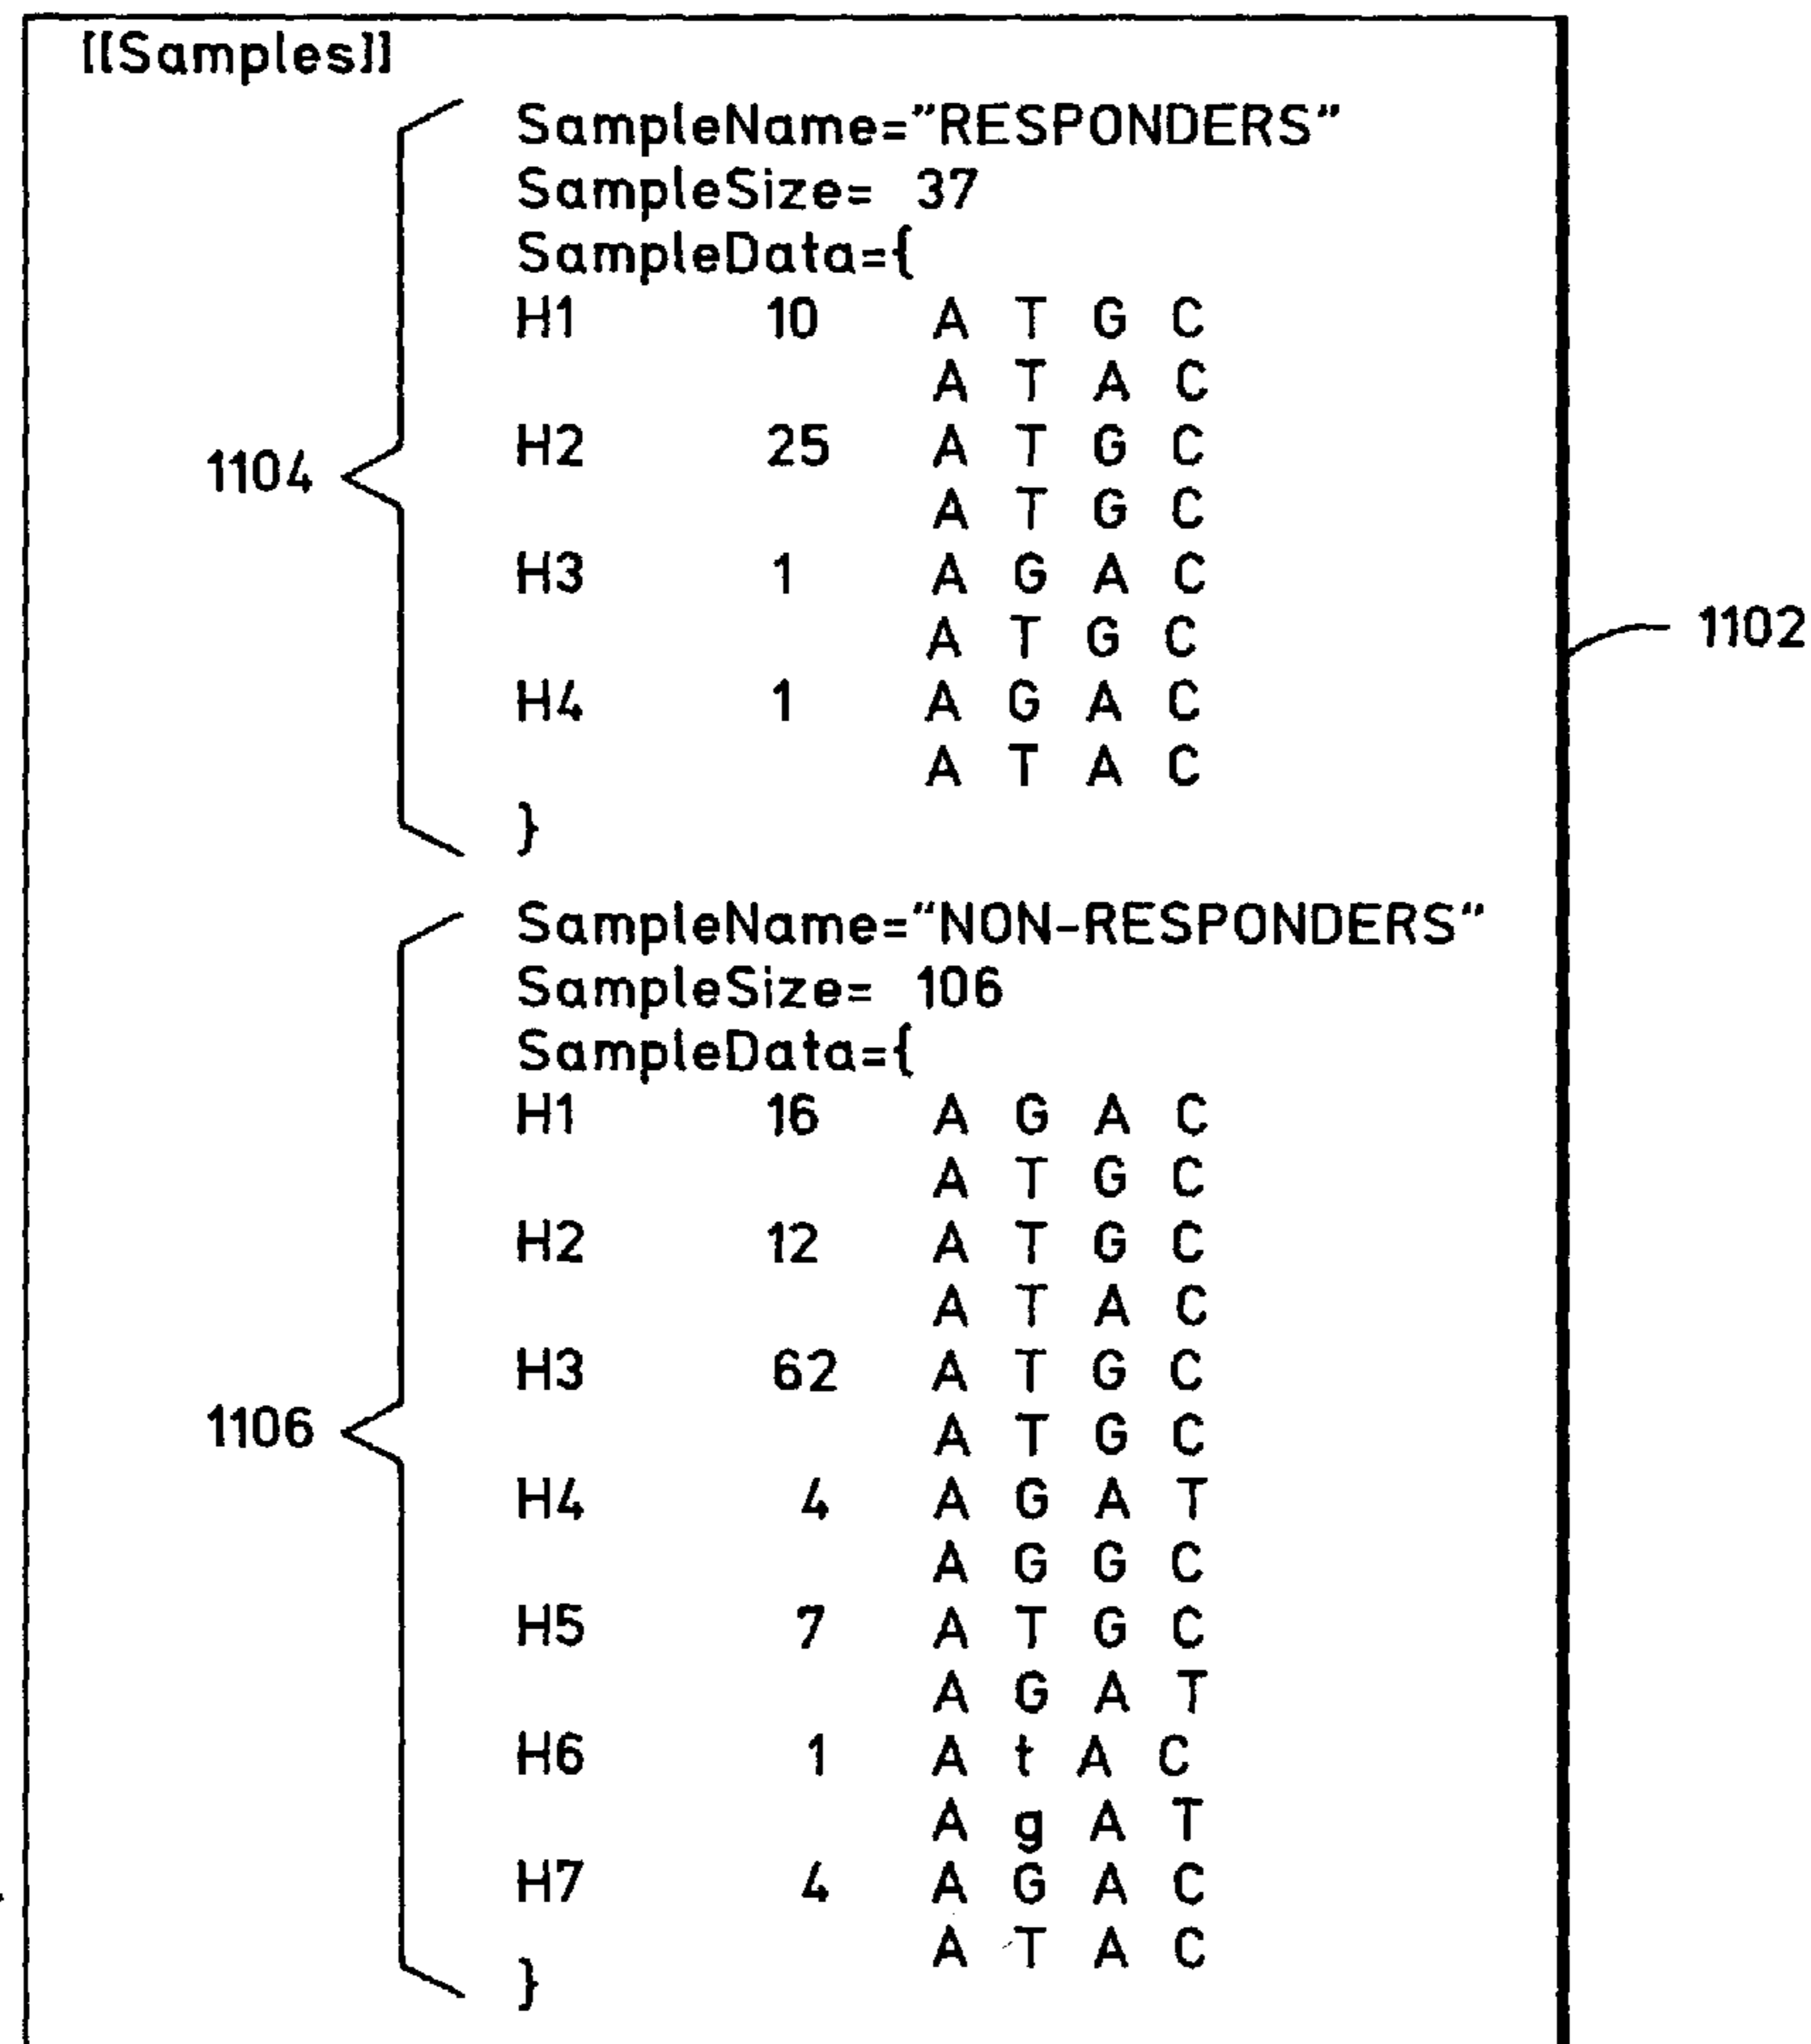 [[Samples]]
SampleName="RESPONDERS"
SampleSize= 37
SampleData={
H1 10 A T G C
A T A C
H2 25 A T G C
1104
A T G C
H3 1 A G A C
A T G C
1102
H4 1 A G A C
A T A C
}
SampleName="NON-RESPONDERS"
SampleSize= 106
SampleData={
H1 16 A G A C
A T G C
H2 12 A T G C
A T A C
H3 62 A T G C
1106
A T G C
H4 4 A G A T
A G G C
H5 7 A T G C
A G A T
H6 1 A t A C
A g A T
H7 4 A G A C
A T A C
}